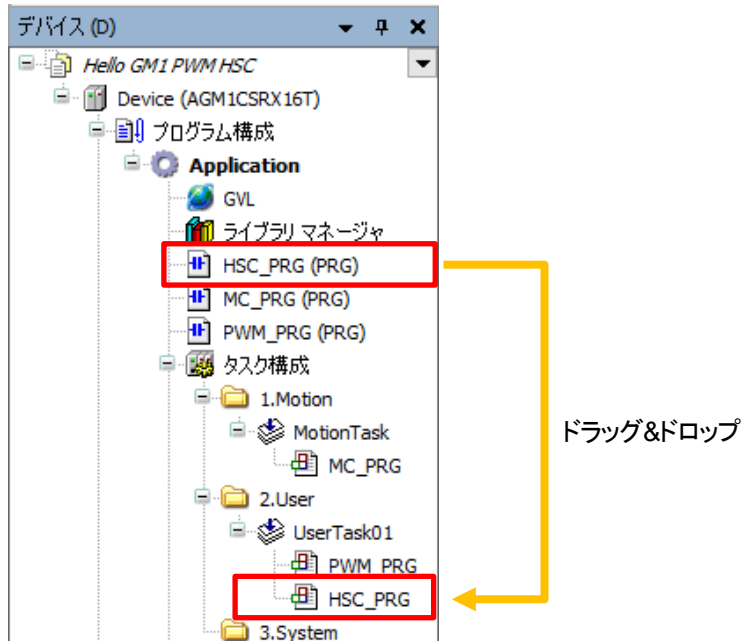 デバイス (D)
Hello GM1 PWM HSC
Device (AGM1CSRX16T)
プログラム構成
Application
GVL
ライブラリ マネージャ
HSC_PRG (PRG)
MC_PRG (PRG)
PWM_PRG (PRG)
タスク構成
1.Motion
MotionTask
MC_PRG
2.User
UserTask01
PWM_PRG
HSC_PRG
3.System
ドラッグ&ドロップ